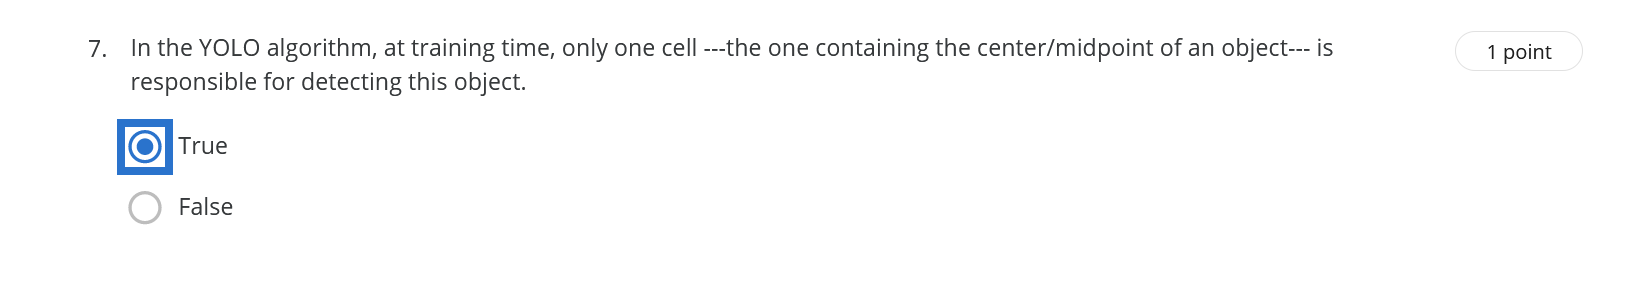 7. In the YOLO algorithm, at training time, only one cell ---the one containing the center/midpoint of an object--- is
responsible for detecting this object.
1 point
True
False